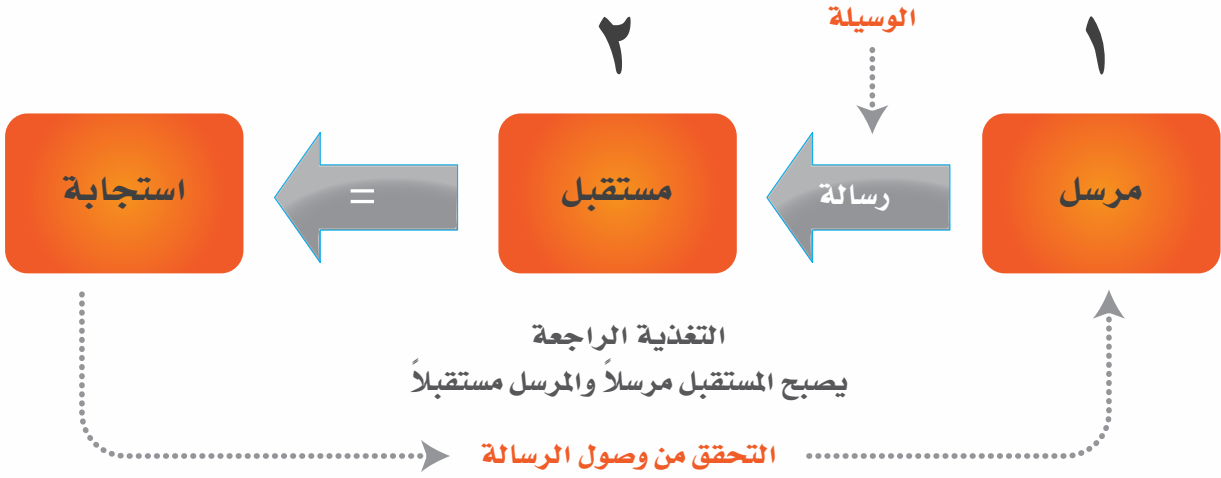 الوسيلة
١
٢
مرسل
رسالة
مستقبل
=
استجابة
التغذية الراجعة
يصبح المستقبل مرسلاً والمرسل مستقبلاً
التحقق من وصول الرسالة